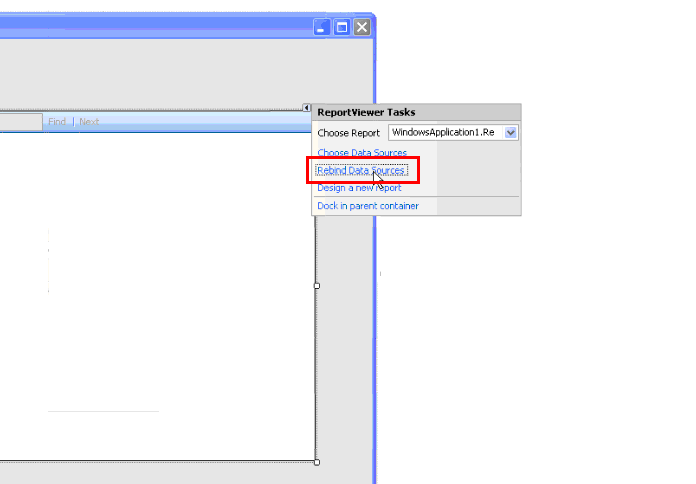 Find | Next
ReportViewer Tasks
Choose Report WindowsApplication1.Re
Choose Data Sources
Rebind Data Sources
Design a new report
Dock in parent container